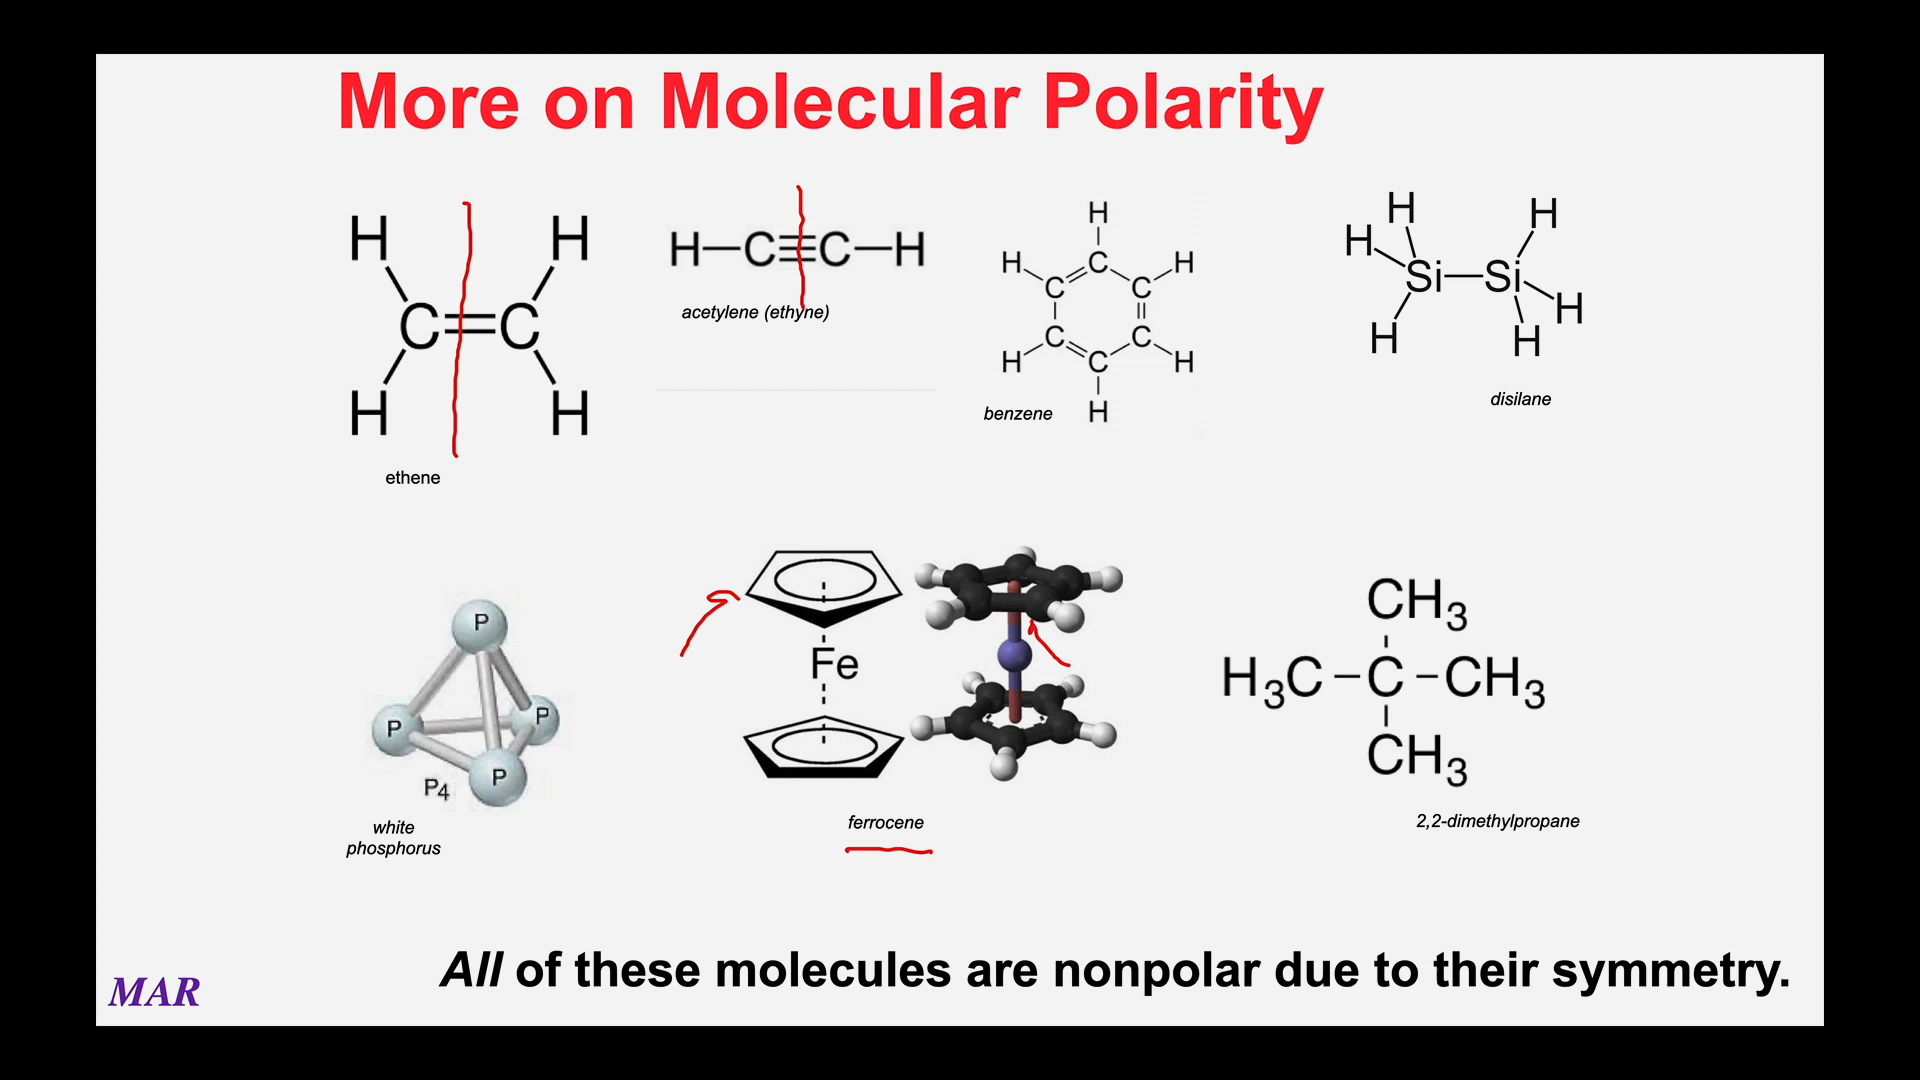 More on Molecular Polarity
H H
C=C
H H
ethene
H–C≡C–H
acetylene (ethyne)
H
H C H
C C
C C
H C H
H
benzene
H H
H
Si–Si
H
H H
disilane
P
P P
P
P4
white
phosphorus
Fe
ferrocene
CH3
H3C–C–CH3
CH3
2,2-dimethylpropane
All of these molecules are nonpolar due to their symmetry.
MAR